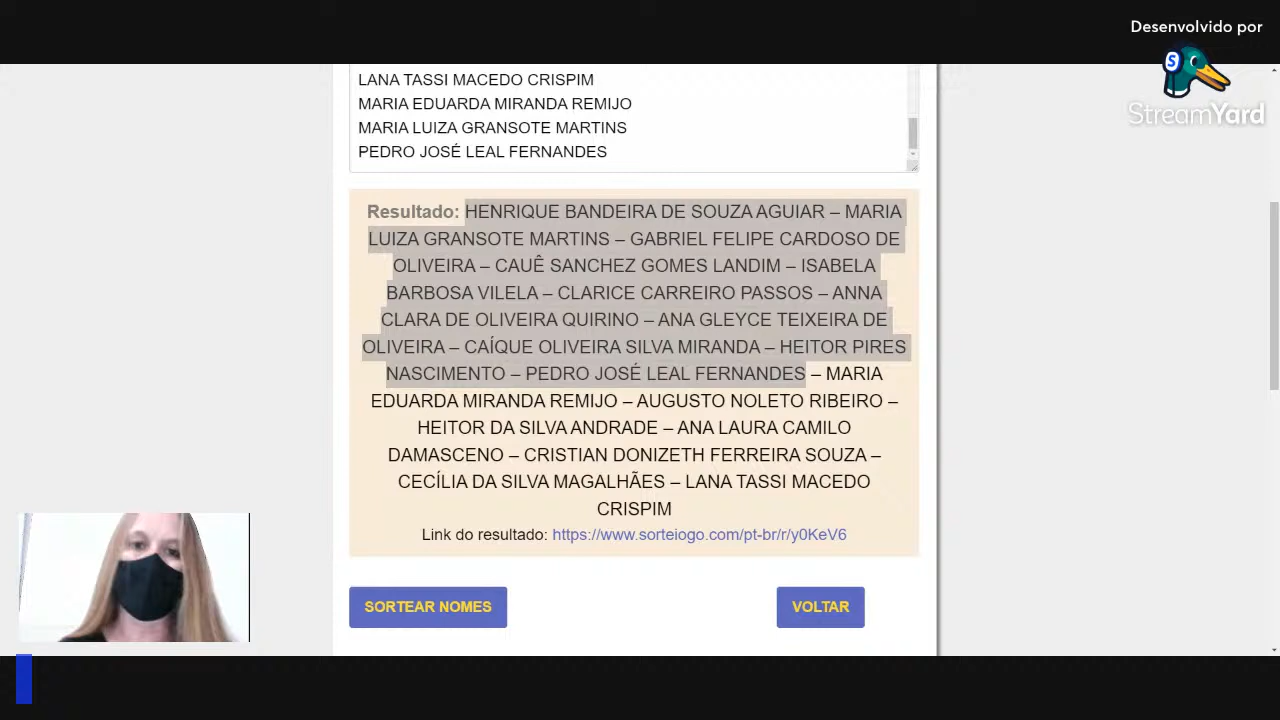 Desenvolvido por
StreamYard
LANA TASSI MACEDO CRISPIM
MARIA EDUARDA MIRANDA REMIJO
MARIA LUIZA GRANSOTE MARTINS
PEDRO JOSÉ LEAL FERNANDES
Resultado: HENRIQUE BANDEIRA DE SOUZA AGUIAR – MARIA
LUIZA GRANSOTE MARTINS – GABRIEL FELIPE CARDOSO DE
OLIVEIRA – CAUÊ SANCHEZ GOMES LANDIM – ISABELA
BARBOSA VILELA – CLARICE CARREIRO PASSOS – ANNA
CLARA DE OLIVEIRA QUIRINO – ANA GLEYCE TEIXEIRA DE
OLIVEIRA – CAÍQUE OLIVEIRA SILVA MIRANDA – HEITOR PIRES
NASCIMENTO – PEDRO JOSÉ LEAL FERNANDES – MARIA
EDUARDA MIRANDA REMIJO – AUGUSTO NOLETO RIBEIRO –
HEITOR DA SILVA ANDRADE – ANA LAURA CAMILO
DAMASCENO – CRISTIAN DONIZETH FERREIRA SOUZA –
CECÍLIA DA SILVA MAGALHÃES – LANA TASSI MACEDO
CRISPIM
Link do resultado: https://www.sorteiogo.com/pt-br/r/y0KeV6
SORTEAR NOMES
VOLTAR